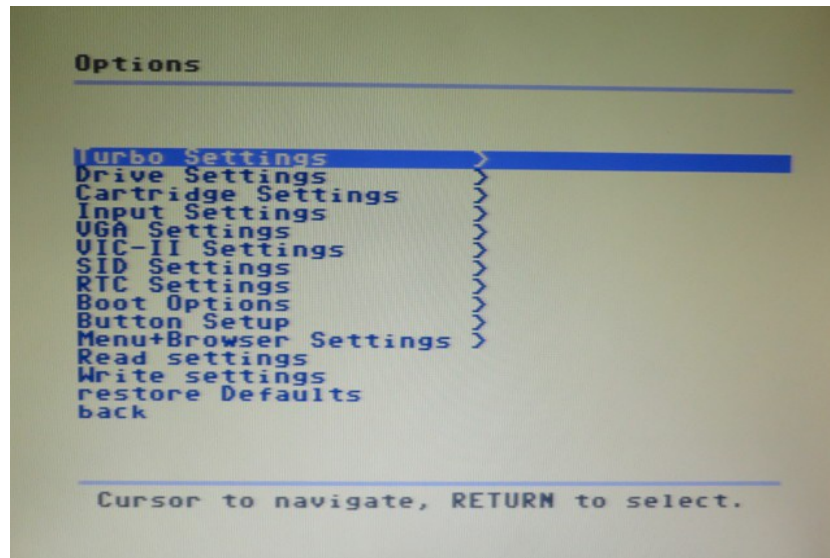 Options
Turbo Settings >
Drive Settings >
Cartridge Settings >
Input Settings >
VGA Settings >
VIC-II Settings >
SID Settings >
RTC Settings >
Boot Options >
Button Setup >
Menu+Browser Settings >
Read settings
Write settings
restore Defaults
back
Cursor to navigate, RETURN to select.